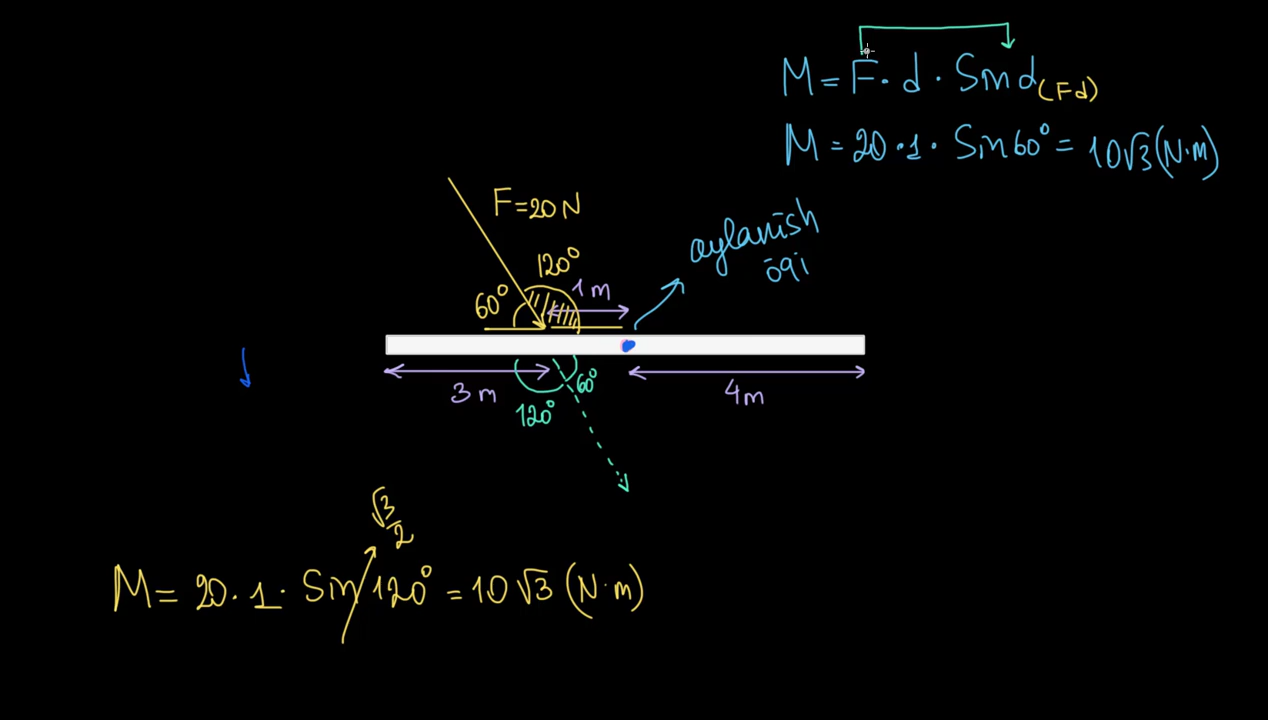 M = F · d · Sin α (Fd)
M = 20 · 1 · Sin 60° = 10√3 (N·m)
F = 20 N
aylanish
o‘qi
120°
1 m
60°
3 m
60°
120°
4 m
√3/2
M = 20 · 1 · Sin 120° = 10√3 (N·m)